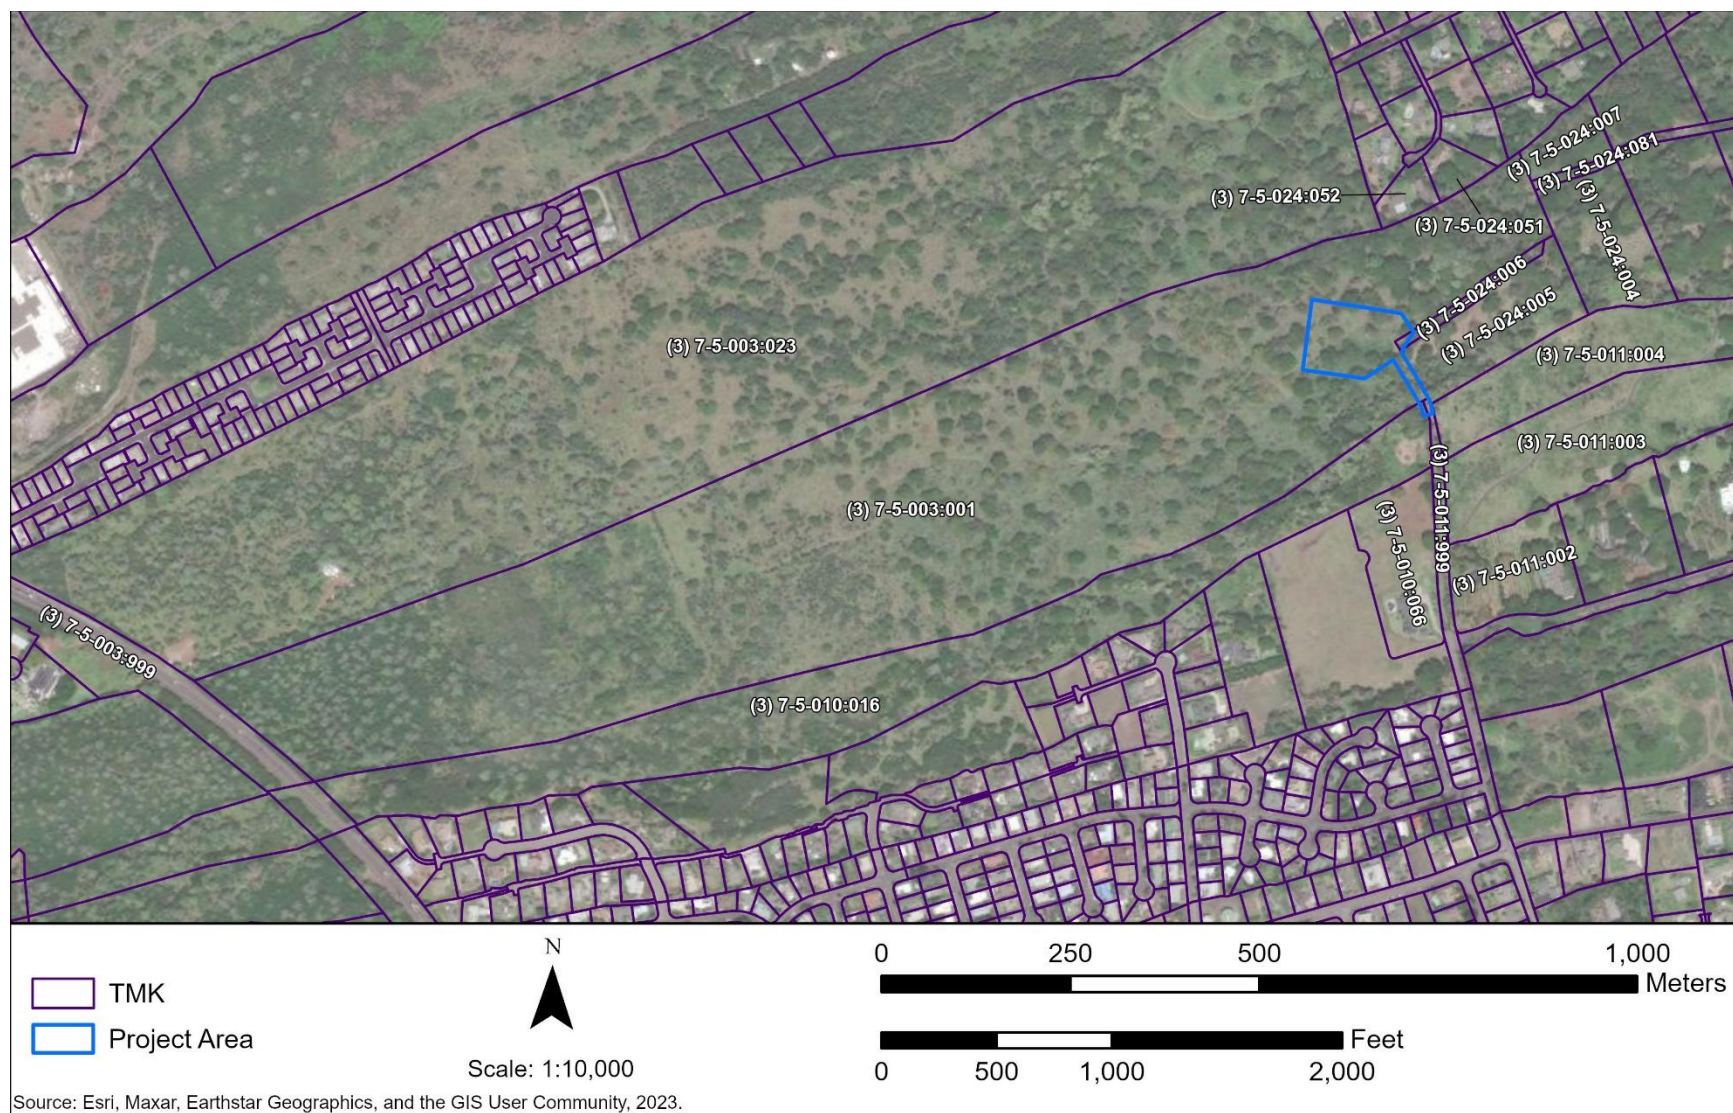 (3) 7-5-024:007
(3) 7-5-024:081
(3) 7-5-024:052
(3) 7-5-024:051
(3) 7-5-024:004
(3) 7-5-024:006
(3) 7-5-024:005
(3) 7-5-003:023
(3) 7-5-011:004
(3) 7-5-011:003
(3) 7-5-011:999
(3) 7-5-003:001
(3) 7-5-010:066
(3) 7-5-011:002
(3) 7-5-003:999
(3) 7-5-010:016
TMK
Project Area
N
Scale: 1:10,000
0 250 500 1,000
Meters
Feet
0 500 1,000 2,000
Source: Esri, Maxar, Earthstar Geographics, and the GIS User Community, 2023.